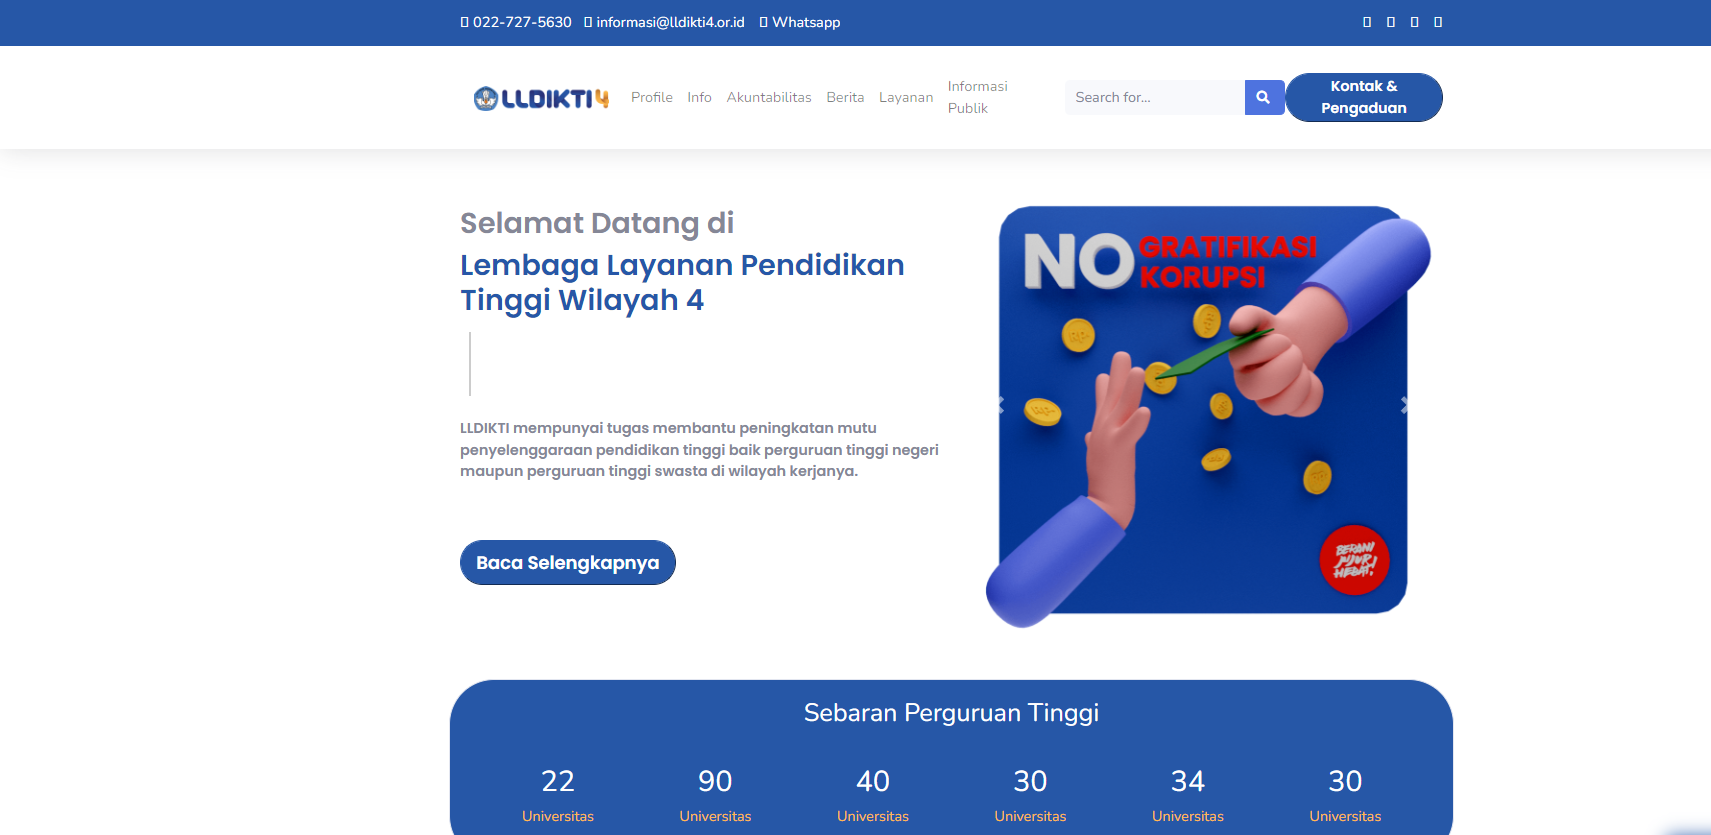 022-727-5630 informasi@lldikti4.or.id Whatsapp
LLDIKTI 4
Profile Info Akuntabilitas Berita Layanan Informasi Publik
Search for...
Kontak &
Pengaduan
Selamat Datang di
Lembaga Layanan Pendidikan
Tinggi Wilayah 4
LLDIKTI mempunyai tugas membantu peningkatan mutu
penyelenggaraan pendidikan tinggi baik perguruan tinggi negeri
maupun perguruan tinggi swasta di wilayah kerjanya.
Baca Selengkapnya
NO GRATIFIKASI
KORUPSI
BERANI
JUJUR
HEBAT.
Sebaran Perguruan Tinggi
22 90 40 30 34 30
Universitas Universitas Universitas Universitas Universitas Universitas